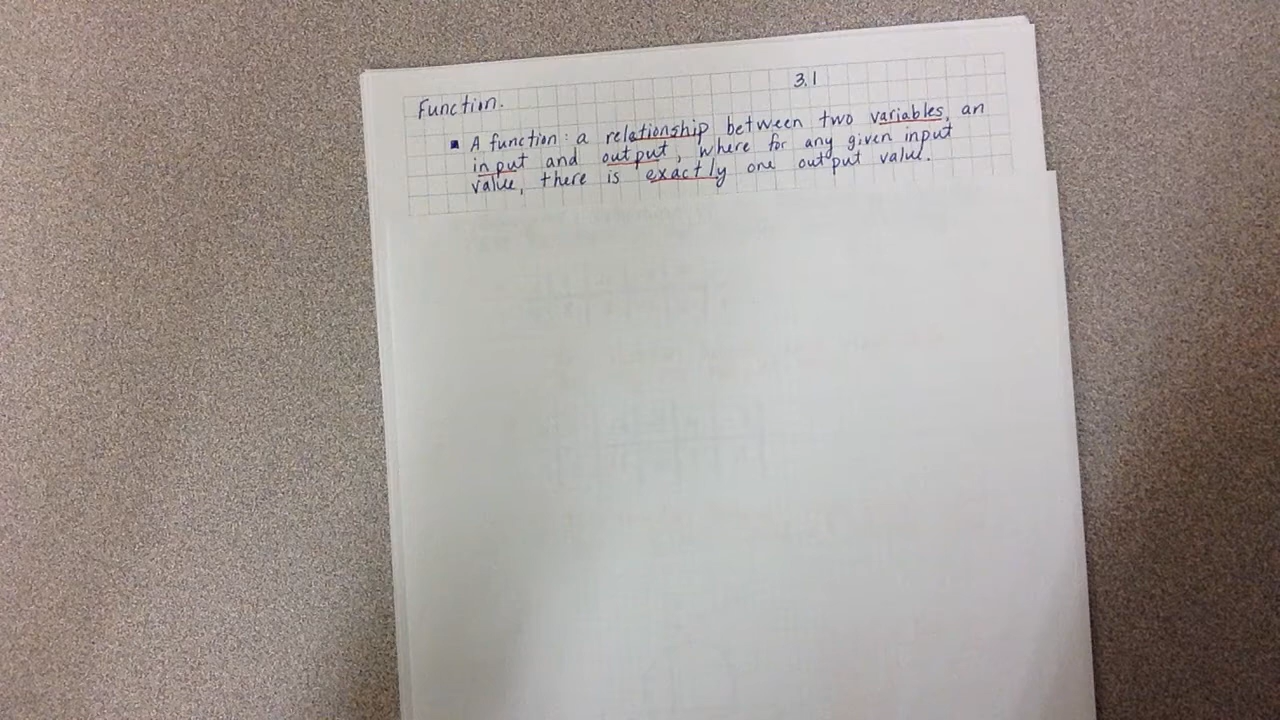 3.1
Function.
▪ A function: a relationship between two variables, an
input and output, where for any given input
value, there is exactly one output value.